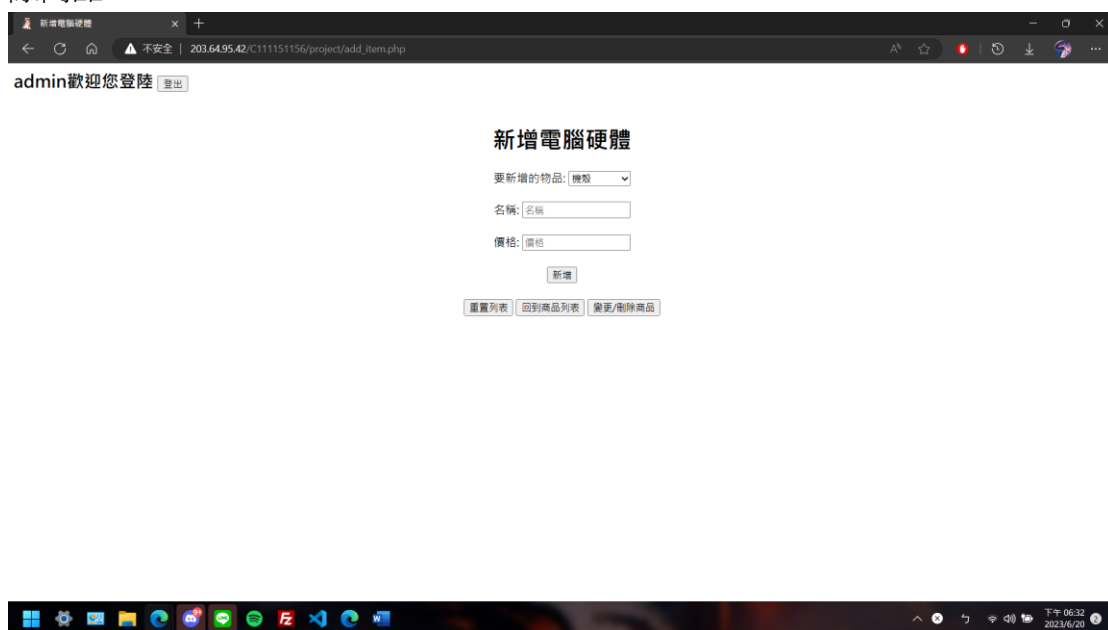 新增電腦硬體
不安全 | 203.64.95.42/C111151156/project/add_item.php
admin歡迎您登陸 登出
新增電腦硬體
要新增的物品: 機殼
名稱: 名稱
價格: 價格
新增
重置列表 回到商品列表 變更/刪除商品
下午 06:32
2023/6/20